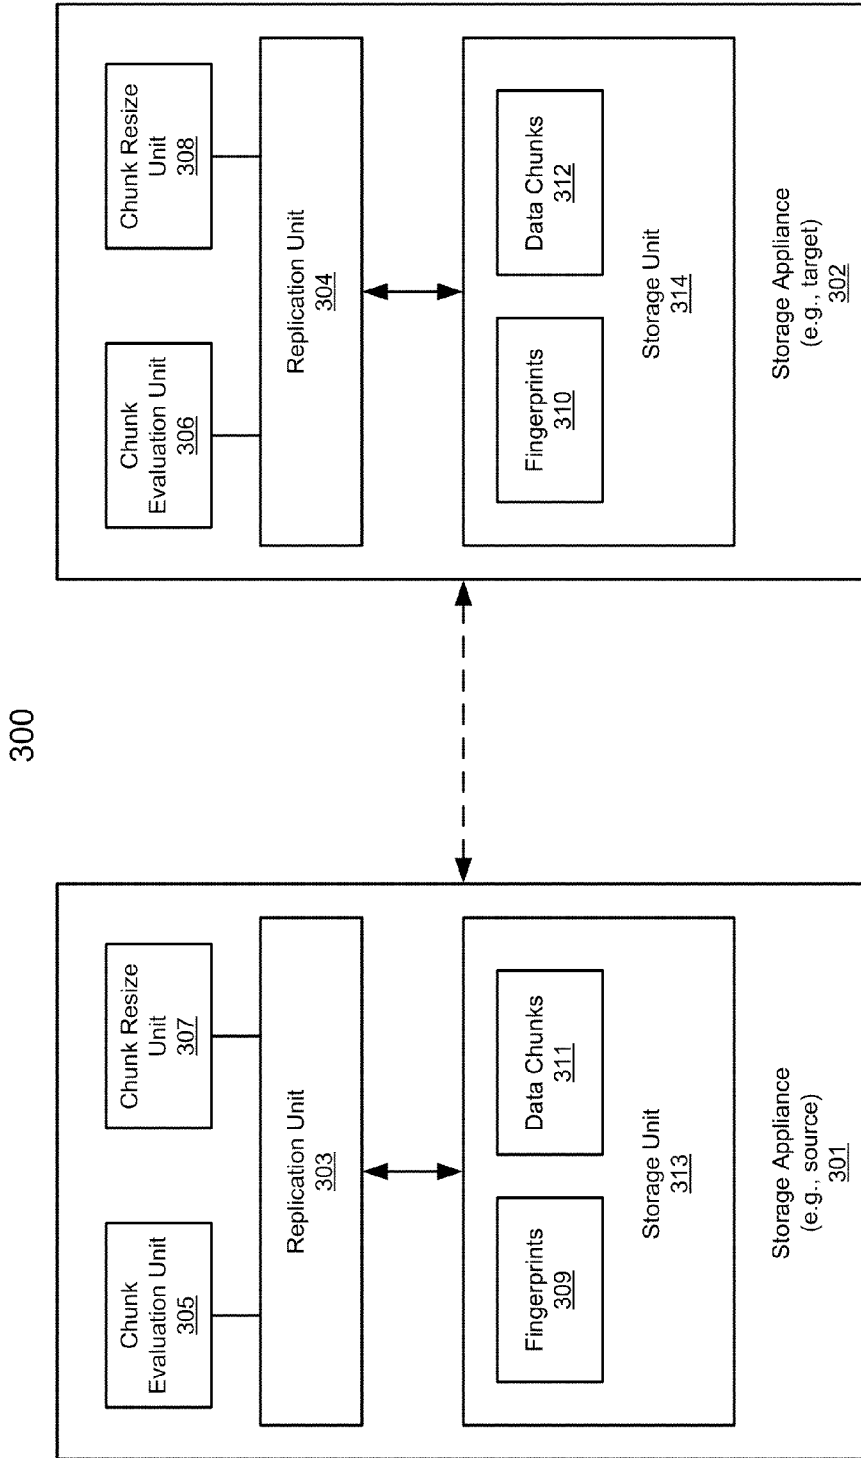 300
Chunk
Evaluation Unit
305
Chunk Resize
Unit
307
Replication Unit
303
Fingerprints
309
Data Chunks
311
Storage Unit
313
Storage Appliance
(e.g., source)
301
Chunk
Evaluation Unit
306
Chunk Resize
Unit
308
Replication Unit
304
Fingerprints
310
Data Chunks
312
Storage Unit
314
Storage Appliance
(e.g., target)
302